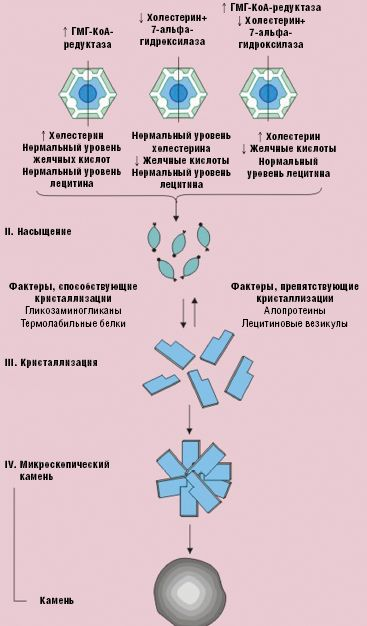 ↑ ГМГ-КоА-
редуктаза
↓ Холестерин+
7-альфа-
гидроксилаза
↑ ГМГ-КоА-редуктаза
↓ Холестерин+
7-альфа-
гидроксилаза
↑ Холестерин
Нормальный уровень
желчных кислот
Нормальный уровень
лецитина
Нормальный уровень
холестерина
↓ Желчные кислоты
Нормальный уровень
лецитина
↑ Холестерин
↓ Желчные кислоты
Нормальный
уровень лецитина
II. Насыщение
Факторы, способствующие
кристаллизации
Гликозаминогликаны
Термолабильные белки
Факторы, препятствующие
кристаллизации
Алопротеины
Лецитиновые везикулы
III. Кристаллизация
IV. Микроскопический
камень
Камень